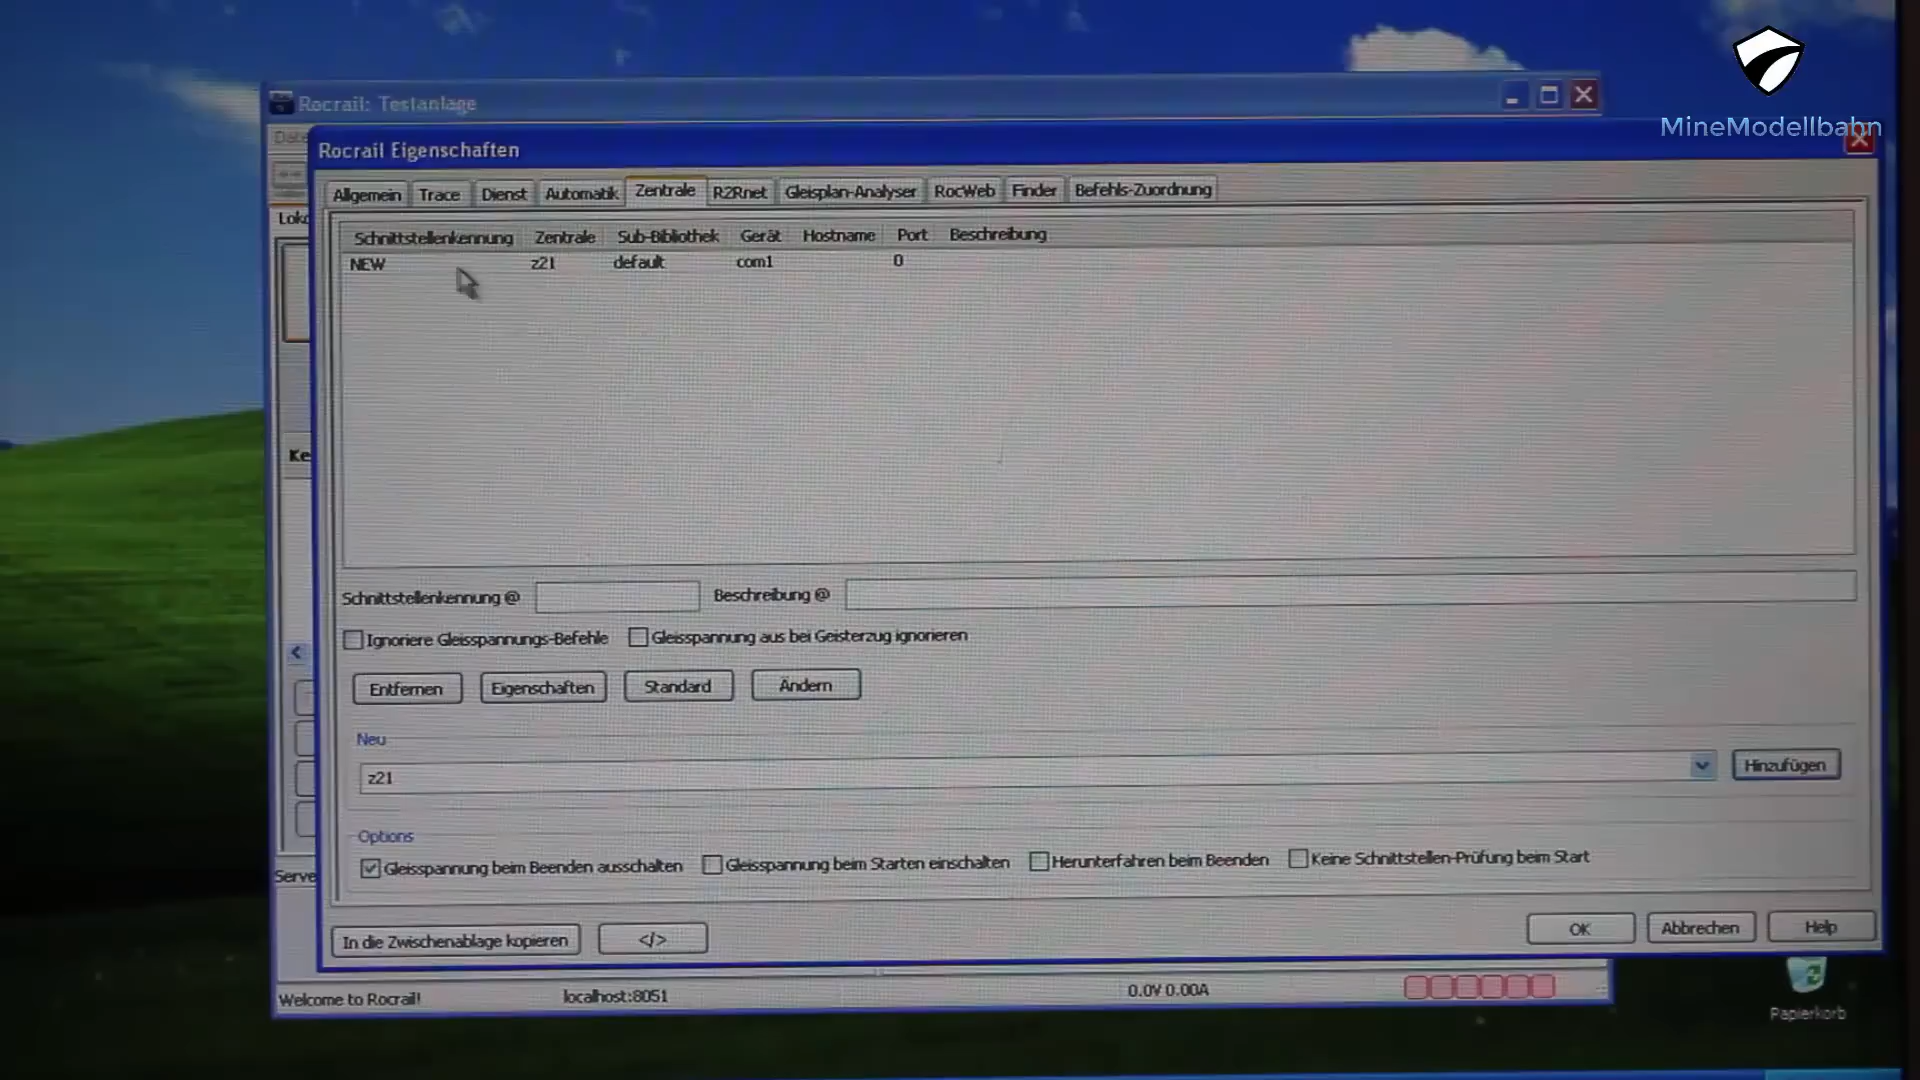 MineModellbahn
Rocrail: Testanlage
Rocrail Eigenschaften
Allgemein Trace Dienst Automatik Zentrale R2Rnet Gleisplan-Analyser RocWeb Finder Befehls-Zuordnung
Schnittstellenkennung Zentrale Sub-Bibliothek Gerät Hostname Port Beschreibung
NEW z21 default com1 0
Schnittstellenkennung @ Beschreibung @
Ignoriere Gleisspannungs-Befehle Gleisspannung aus bei Geisterzug ignorieren
Entfernen Eigenschaften Standard Ändern
Neu
z21 Hinzufügen
Options
Gleisspannung beim Beenden ausschalten Gleisspannung beim Starten einschalten Herunterfahren beim Beenden Keine Schnittstellen-Prüfung beim Start
In die Zwischenablage kopieren </> OK Abbrechen Help
Welcome to Rocrail! localhost:8051 0.0V 0.00A
Papierkorb